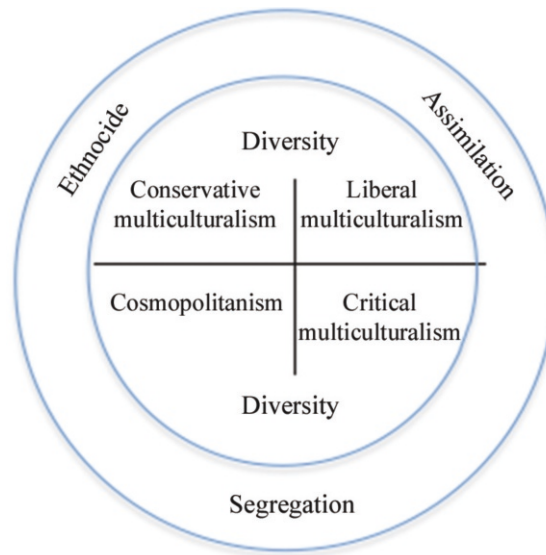 Ethnocide
Assimilation
Diversity
Conservative
multiculturalism
Liberal
multiculturalism
Cosmopolitanism
Critical
multiculturalism
Diversity
Segregation